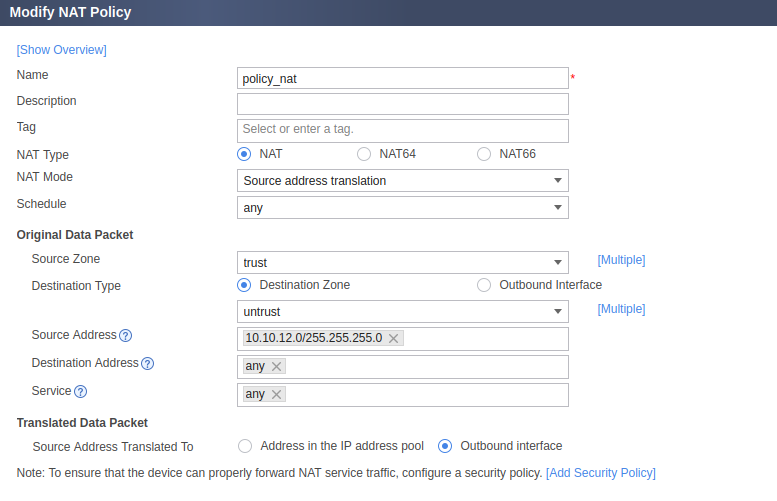 Modify NAT Policy
[Show Overview]
Name policy_nat *
Description
Tag Select or enter a tag.
NAT Type NAT NAT64 NAT66
NAT Mode Source address translation
Schedule any
Original Data Packet
Source Zone trust [Multiple]
Destination Type Destination Zone Outbound Interface
untrust [Multiple]
Source Address ? 10.10.12.0/255.255.255.0
Destination Address ? any
Service ? any
Translated Data Packet
Source Address Translated To Address in the IP address pool Outbound interface
Note: To ensure that the device can properly forward NAT service traffic, configure a security policy. [Add Security Policy]